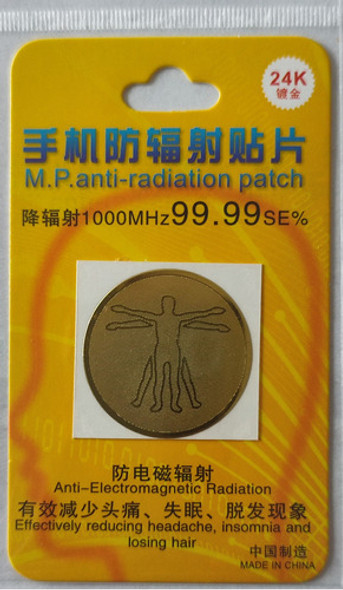 24K
镀金
手机防辐射贴片
M.P.anti-radiation patch
降辐射1000MHz99.99SE%
防电磁辐射
Anti-Electromagnetic Radiation
有效减少头痛、失眠、脱发现象
Effectively reducing headache, insomnia and
losing hair
中国制造
MADE IN CHINA